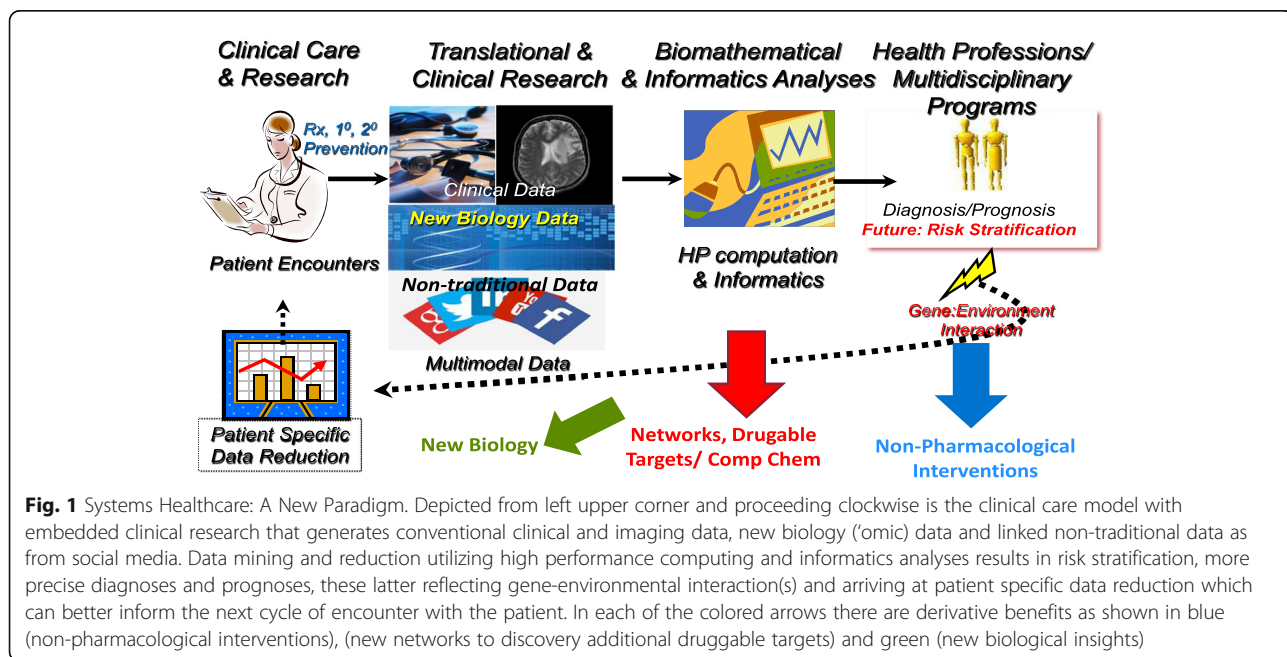 Clinical Care
& Research
Translational &
Clinical Research
Biomathematical
& Informatics Analyses
Health Professions/
Multidisciplinary
Programs
Rx, 1⁰, 2⁰
Prevention
Patient Encounters
Clinical Data
New Biology Data
Non-traditional Data
You
f
Multimodal Data
HP computation
& Informatics
Diagnosis/Prognosis
Future: Risk Stratification
Gene:Environment
Interaction
Patient Specific
Data Reduction
New Biology
Networks, Drugable
Targets/ Comp Chem
Non-Pharmacological
Interventions
Fig. 1 Systems Healthcare: A New Paradigm. Depicted from left upper corner and proceeding clockwise is the clinical care model with
embedded clinical research that generates conventional clinical and imaging data, new biology (‘omic) data and linked non-traditional data as
from social media. Data mining and reduction utilizing high performance computing and informatics analyses results in risk stratification, more
precise diagnoses and prognoses, these latter reflecting gene-environmental interaction(s) and arriving at patient specific data reduction which
can better inform the next cycle of encounter with the patient. In each of the colored arrows there are derivative benefits as shown in blue
(non-pharmacological interventions), (new networks to discovery additional druggable targets) and green (new biological insights)